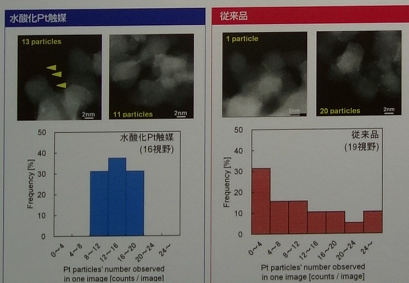 水酸化Pt触媒
13 particles
2nm
11 particles
2nm
水酸化Pt触媒
(16視野)
Frequency [%]
50
40
30
20
10
0
0～4
4～8
8～12
12～16
16～20
20～24
24～
Pt particles' number observed
in one image [counts / image]
従来品
1 particle
20 particles
2nm
従来品
(19視野)
Frequency [%]
50
40
30
20
10
0
0～4
4～8
8～12
12～16
16～20
20～24
24～
Pt particles' number observed
in one image [counts / image]